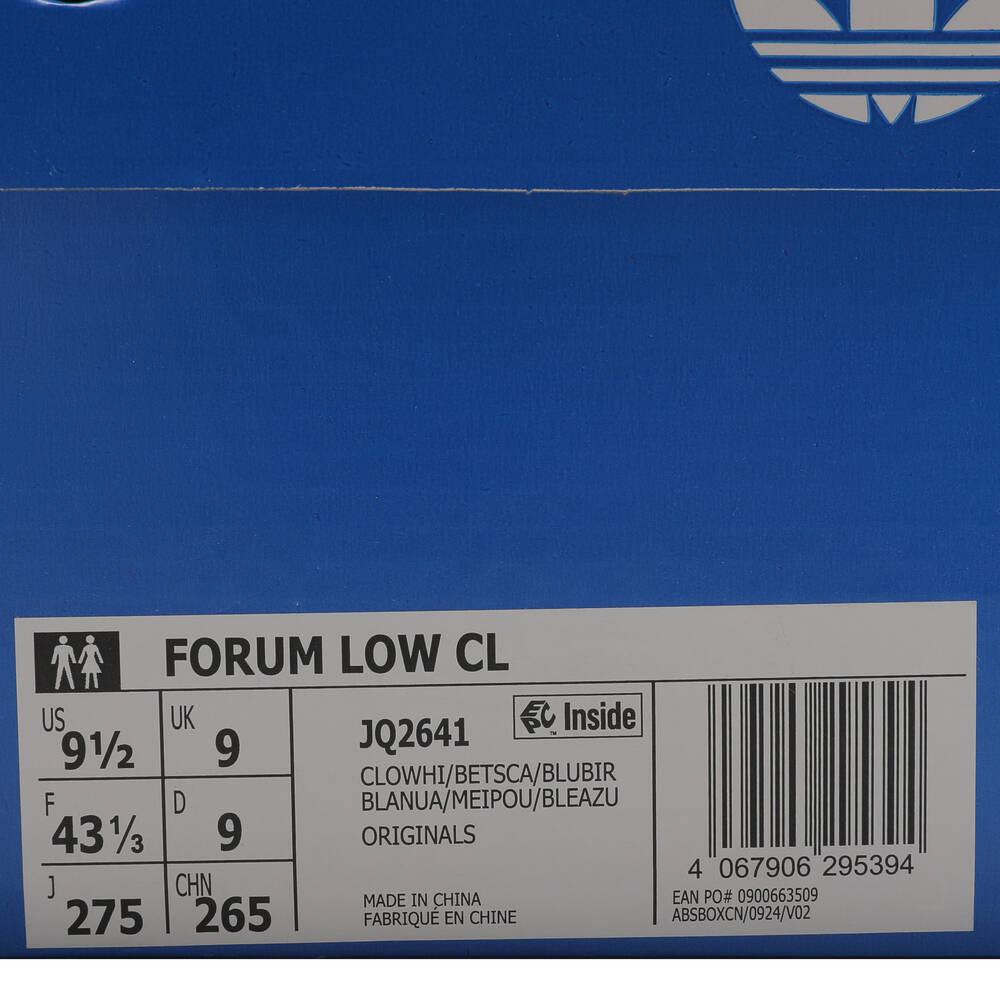 FORUM LOW CL
US 9½
UK 9
F 43⅓
D 9
J 275
CHN 265
JQ2641
EPC™ Inside
CLOWHI/BETSCA/BLUBIR
BLANUA/MEIPOU/BLEAZU
ORIGINALS
MADE IN CHINA
FABRIQUÉ EN CHINE
4 067906 295394
EAN PO# 0900663509
ABSBOXCN/0924/V02